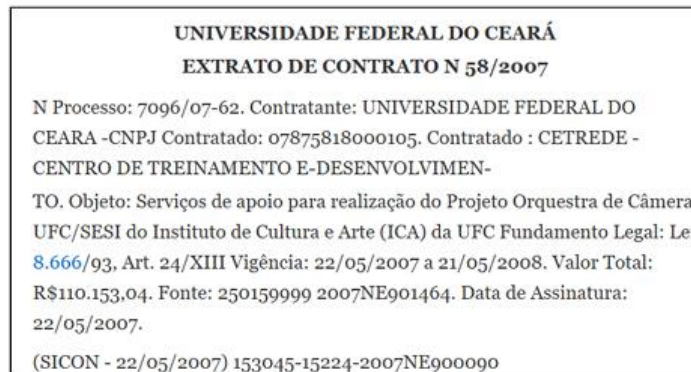 UNIVERSIDADE FEDERAL DO CEARÁ
EXTRATO DE CONTRATO N 58/2007
N Processo: 7096/07-62. Contratante: UNIVERSIDADE FEDERAL DO
CEARA -CNPJ Contratado: 07875818000105. Contratado : CETREDE -
CENTRO DE TREINAMENTO E-DESENVOLVIMEN-
TO. Objeto: Serviços de apoio para realização do Projeto Orquestra de Câmera
UFC/SESI do Instituto de Cultura e Arte (ICA) da UFC Fundamento Legal: Le
8.666/93, Art. 24/XIII Vigência: 22/05/2007 a 21/05/2008. Valor Total:
R$110.153,04. Fonte: 250159999 2007NE901464. Data de Assinatura:
22/05/2007.
(SICON - 22/05/2007) 153045-15224-2007NE900090